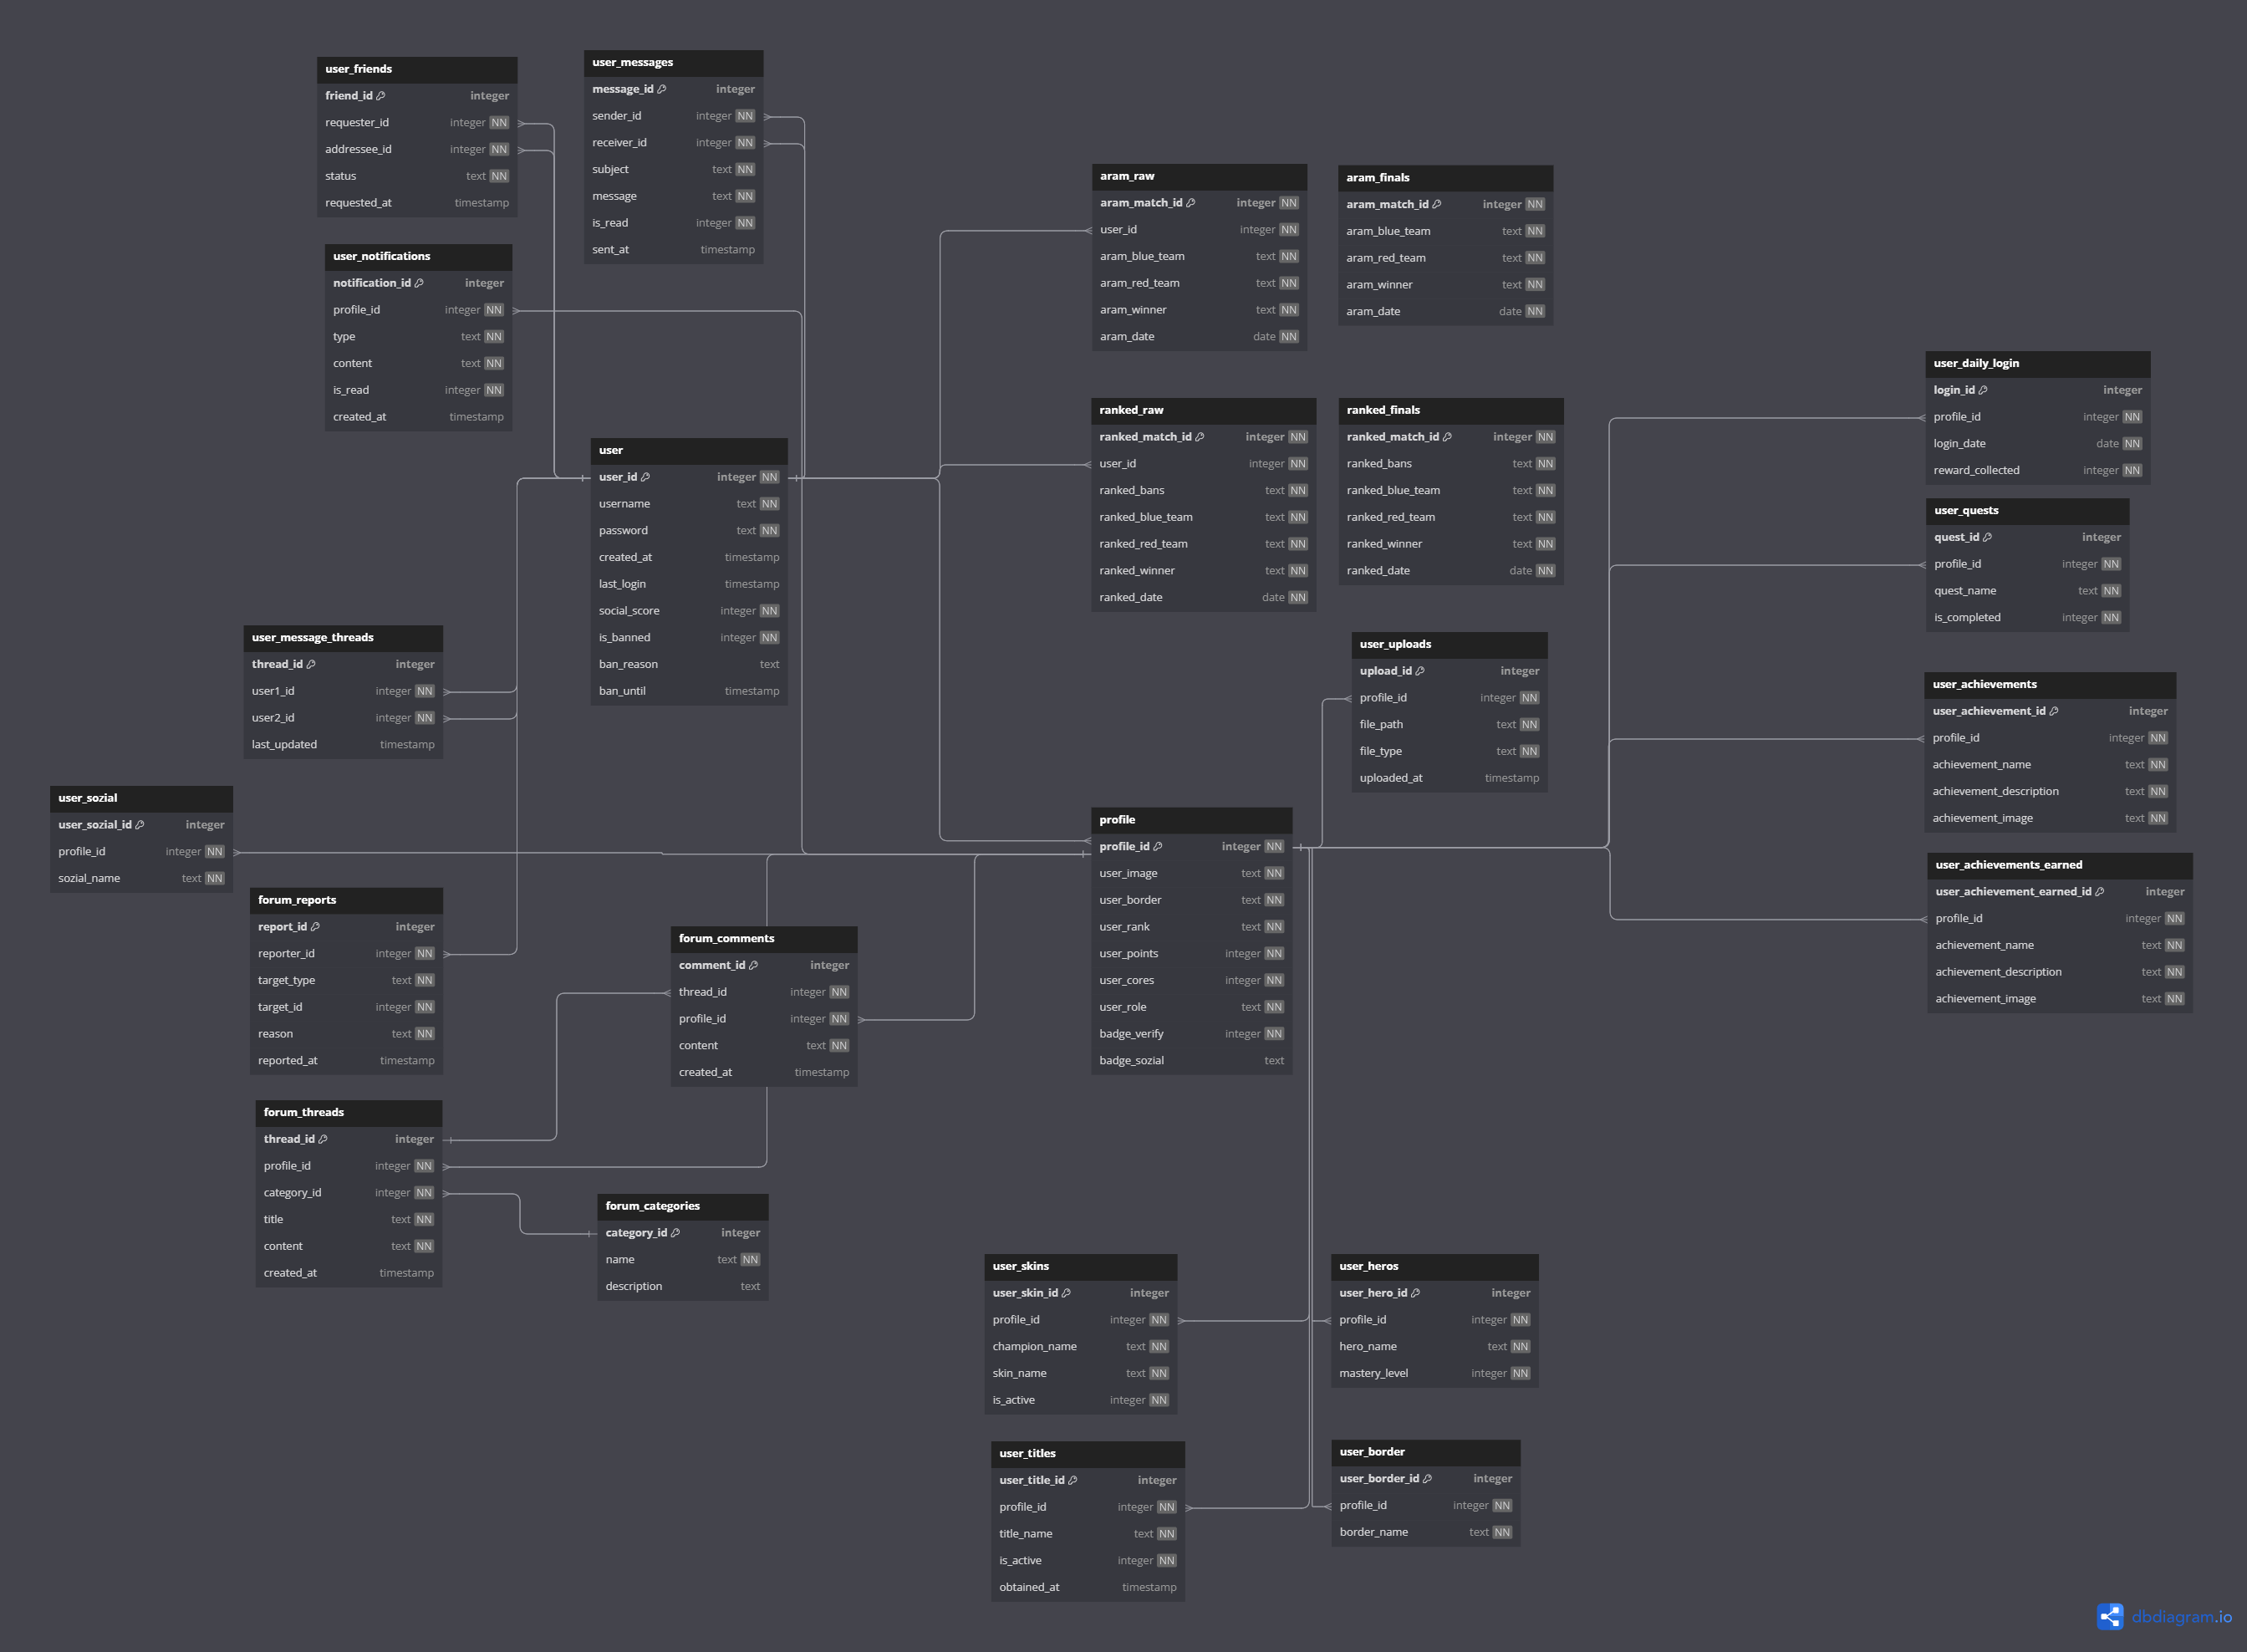 user_friends
friend_id integer
requester_id integer NN
addressee_id integer NN
status text NN
requested_at timestamp
user_messages
message_id integer
sender_id integer NN
receiver_id integer NN
subject text NN
message text NN
is_read integer NN
sent_at timestamp
user_notifications
notification_id integer
profile_id integer NN
type text NN
content text NN
is_read integer NN
created_at timestamp
aram_raw
aram_match_id integer NN
user_id integer NN
aram_blue_team text NN
aram_red_team text NN
aram_winner text NN
aram_date date NN
aram_finals
aram_match_id integer NN
aram_blue_team text NN
aram_red_team text NN
aram_winner text NN
aram_date date NN
user
user_id integer NN
username text NN
password text NN
created_at timestamp
last_login timestamp
social_score integer NN
is_banned integer NN
ban_reason text
ban_until timestamp
ranked_raw
ranked_match_id integer NN
user_id integer NN
ranked_bans text NN
ranked_blue_team text NN
ranked_red_team text NN
ranked_winner text NN
ranked_date date NN
ranked_finals
ranked_match_id integer NN
ranked_bans text NN
ranked_blue_team text NN
ranked_red_team text NN
ranked_winner text NN
ranked_date date NN
user_daily_login
login_id integer
profile_id integer NN
login_date date NN
reward_collected integer NN
user_quests
quest_id integer
profile_id integer NN
quest_name text NN
is_completed integer NN
user_message_threads
thread_id integer
user1_id integer NN
user2_id integer NN
last_updated timestamp
user_uploads
upload_id integer
profile_id integer NN
file_path text NN
file_type text NN
uploaded_at timestamp
user_achievements
user_achievement_id integer
profile_id integer NN
achievement_name text NN
achievement_description text NN
achievement_image text NN
user_sozial
user_sozial_id integer
profile_id integer NN
sozial_name text NN
profile
profile_id integer NN
user_image text NN
user_border text NN
user_rank text NN
user_points integer NN
user_cores integer NN
user_role text NN
badge_verify integer NN
badge_sozial text
user_achievements_earned
user_achievement_earned_id integer
profile_id integer NN
achievement_name text NN
achievement_description text NN
achievement_image text NN
forum_reports
report_id integer
reporter_id integer NN
target_type text NN
target_id integer NN
reason text NN
reported_at timestamp
forum_comments
comment_id integer
thread_id integer NN
profile_id integer NN
content text NN
created_at timestamp
forum_threads
thread_id integer
profile_id integer NN
category_id integer NN
title text NN
content text NN
created_at timestamp
forum_categories
category_id integer
name text NN
description text
user_skins
user_skin_id integer
profile_id integer NN
champion_name text NN
skin_name text NN
is_active integer NN
user_heros
user_hero_id integer
profile_id integer NN
hero_name text NN
mastery_level integer NN
user_titles
user_title_id integer
profile_id integer NN
title_name text NN
is_active integer NN
obtained_at timestamp
user_border
user_border_id integer
profile_id integer NN
border_name text NN
dbdiagram.io